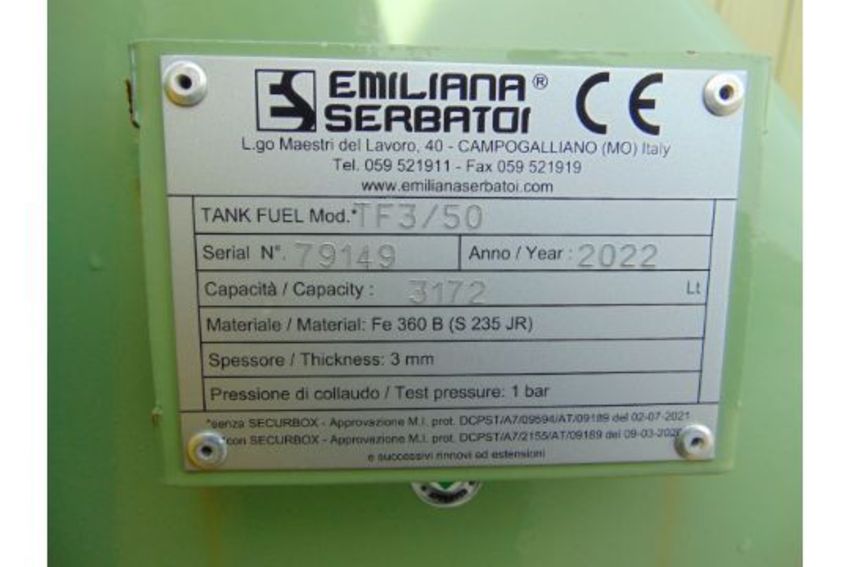 EMILIANA ®
SERBATOI
CE
L.go Maestri del Lavoro, 40 - CAMPOGALLIANO (MO) Italy
Tel. 059 521911 - Fax 059 521919
www.emilianaserbatoi.com
TANK FUEL Mod.* TF3/50
Serial N°. 79149 Anno / Year : 2022
Capacità / Capacity : 3172 Lt
Materiale / Material: Fe 360 B (S 235 JR)
Spessore / Thickness: 3 mm
Pressione di collaudo / Test pressure: 1 bar
*senza SECURBOX - Approvazione M.I. prot. DCPST/A7/09594/AT/09189 del 02-07-2021
con SECURBOX - Approvazione M.I. prot. DCPST/A7/2155/AT/09189 del
e successivi rinnovi ed estensioni